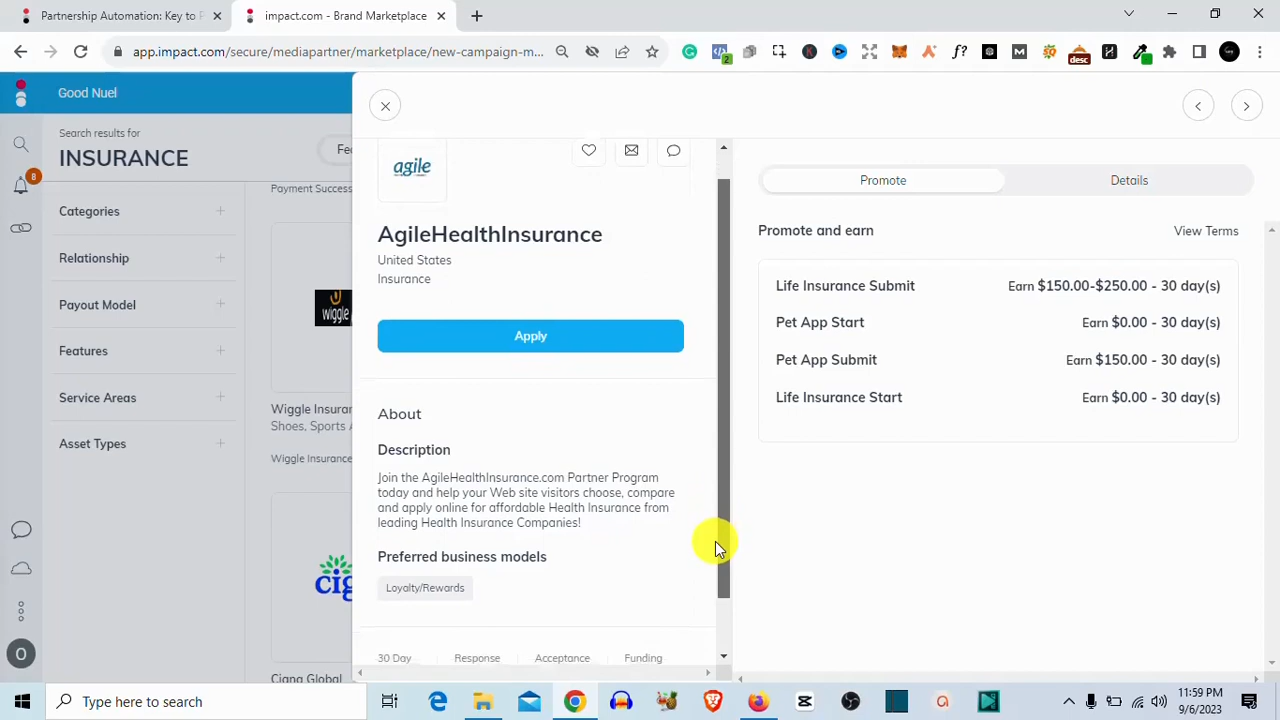 Partnership Automation: Key to P
impact.com - Brand Marketplace
app.impact.com/secure/mediapartner/marketplace/new-campaign-m...
2
desc
Good Nuel
Search results for
INSURANCE
Fea
8
Payment Success
Categories
Relationship
Payout Model
Features
Service Areas
Asset Types
wiggle
Wiggle Insuran
Shoes, Sports A
Wiggle Insurance
cig
Cigna Global
O
agile
AgileHealthInsurance
United States
Insurance
Apply
About
Description
Join the AgileHealthInsurance.com Partner Program
today and help your Web site visitors choose, compare
and apply online for affordable Health Insurance from
leading Health Insurance Companies!
Preferred business models
Loyalty/Rewards
30 Day Response Acceptance Funding
Promote Details
Promote and earn View Terms
Life Insurance Submit Earn $150.00-$250.00 - 30 day(s)
Pet App Start Earn $0.00 - 30 day(s)
Pet App Submit Earn $150.00 - 30 day(s)
Life Insurance Start Earn $0.00 - 30 day(s)
Type here to search
11:59 PM
9/6/2023